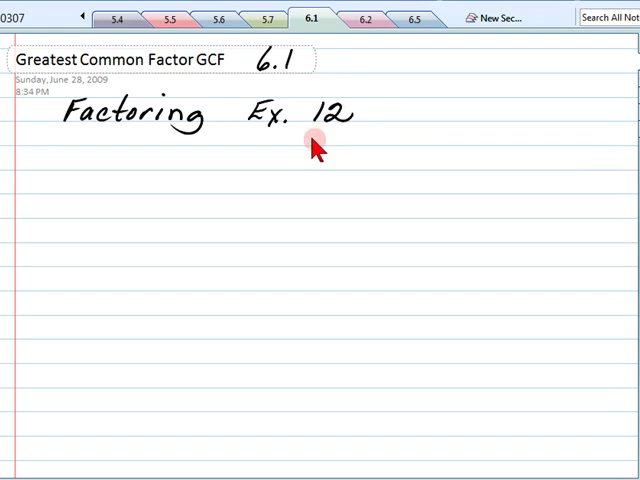 0307 5.4 5.5 5.6 5.7 6.1 6.2 6.5 New Sec... Search All Not
Greatest Common Factor GCF 6.1
Sunday, June 28, 2009
8:34 PM
Factoring Ex. 12